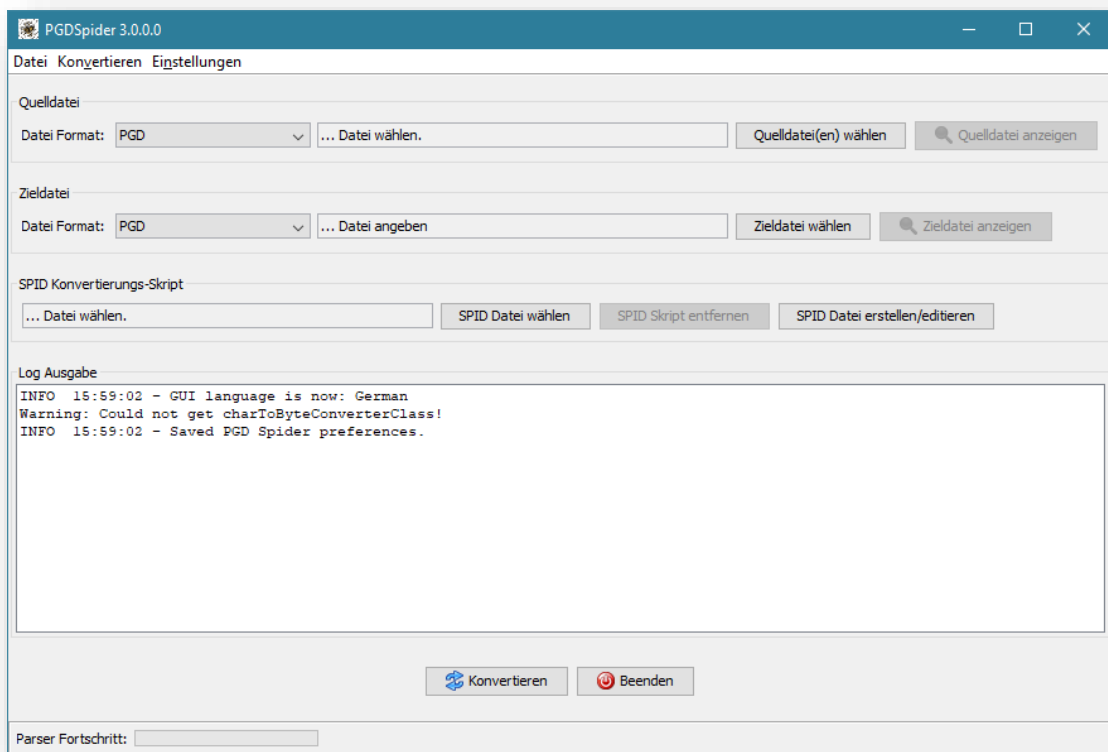 PGDSpider 3.0.0.0
Datei Konvertieren Einstellungen
Quelldatei
Datei Format: PGD ... Datei wählen. Quelldatei(en) wählen Quelldatei anzeigen
Zieldatei
Datei Format: PGD ... Datei angeben Zieldatei wählen Zieldatei anzeigen
SPID Konvertierungs-Skript
... Datei wählen. SPID Datei wählen SPID Skript entfernen SPID Datei erstellen/editieren
Log Ausgabe
INFO 15:59:02 - GUI language is now: German
Warning: Could not get charToByteConverterClass!
INFO 15:59:02 - Saved PGD Spider preferences.
Konvertieren Beenden
Parser Fortschritt: